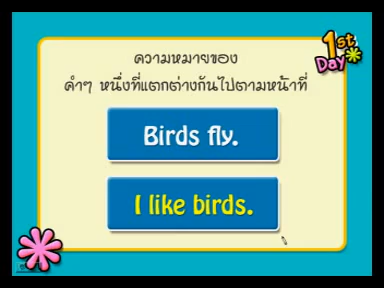 1st
Day
ความหมายของ
คำๆ หนึ่งที่แตกต่างกันไปตามหน้าที่
Birds fly.
I like birds.